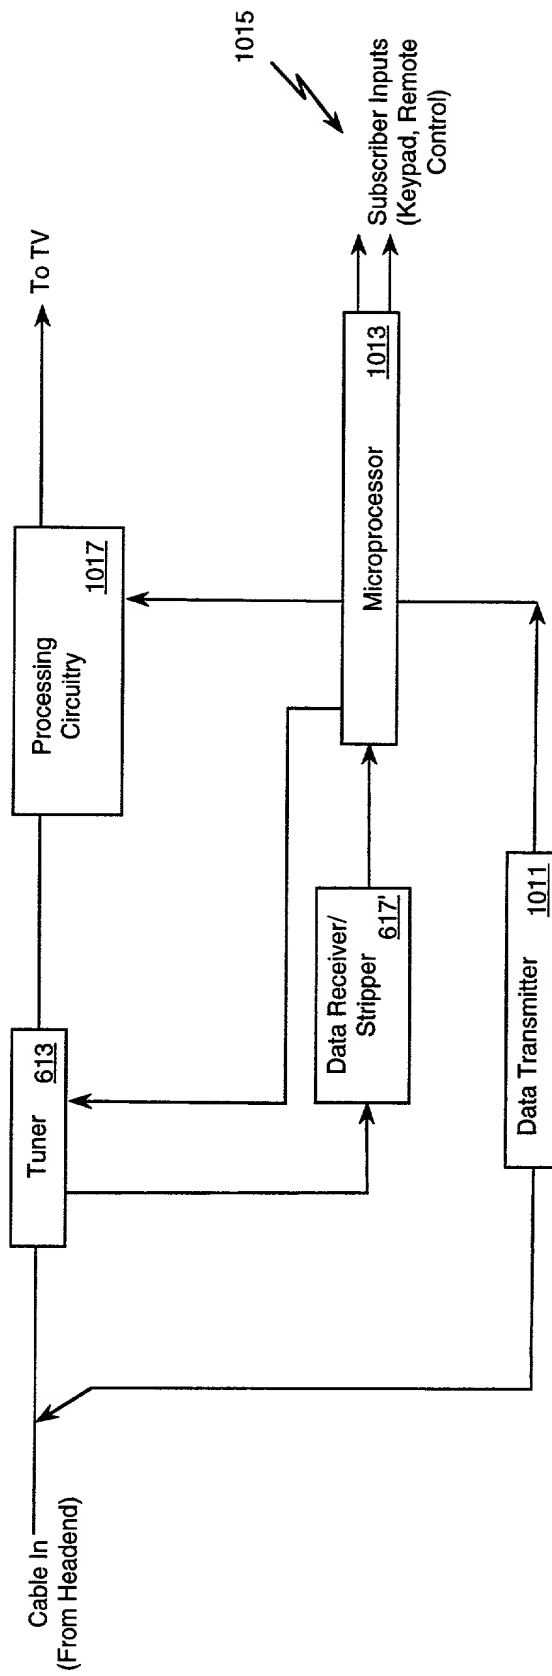 Cable In
(From Headend)
Tuner
613
Processing
Circuitry
1017
To TV
Data Receiver/
Stripper
617'
Microprocessor
1013
1015
Subscriber Inputs
(Keypad, Remote
Control)
Data Transmitter
1011